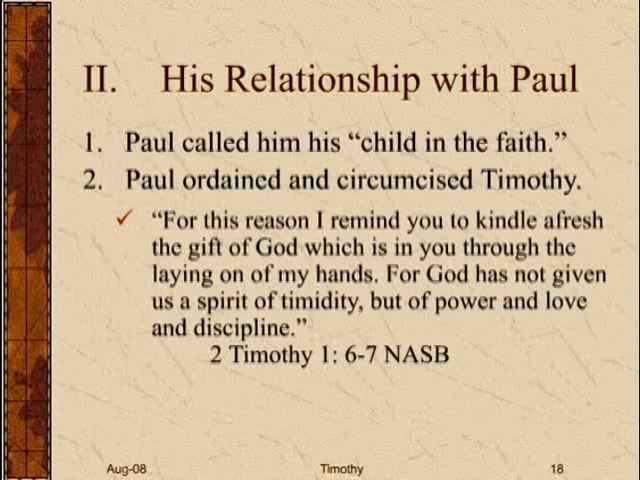 II. His Relationship with Paul
1. Paul called him his “child in the faith.”
2. Paul ordained and circumcised Timothy.
✓ “For this reason I remind you to kindle afresh
the gift of God which is in you through the
laying on of my hands. For God has not given
us a spirit of timidity, but of power and love
and discipline.”
2 Timothy 1: 6-7 NASB
Aug-08 Timothy 18